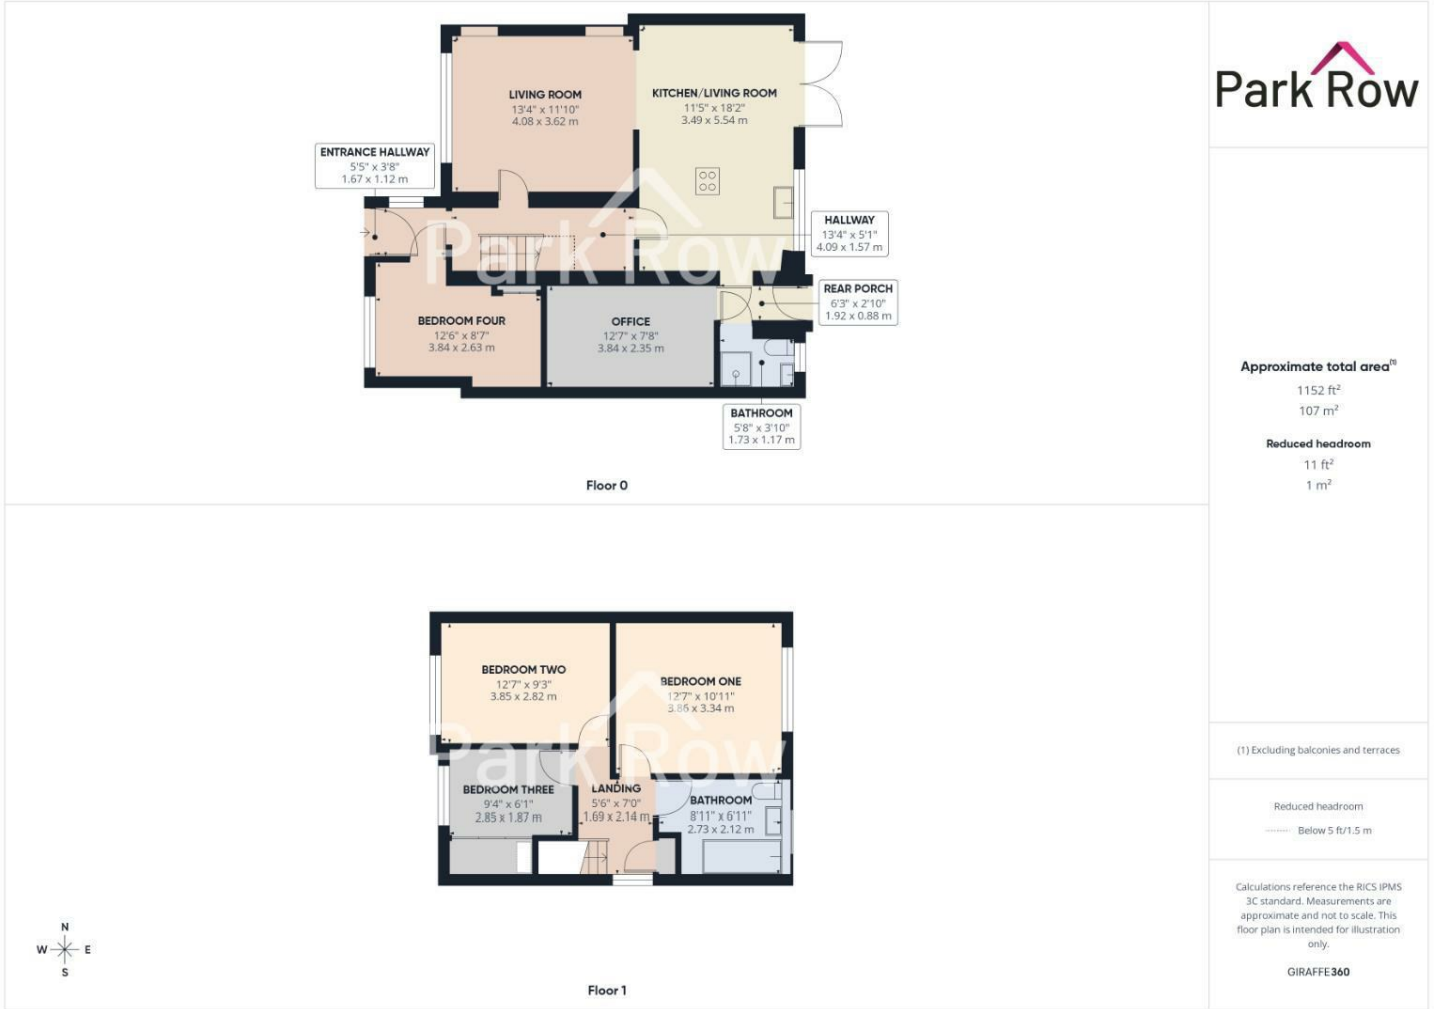 LIVING ROOM
13'4" x 11'10"
4.08 x 3.62 m
KITCHEN/LIVING ROOM
11'5" x 18'2"
3.49 x 5.54 m
ENTRANCE HALLWAY
5'5" x 3'8"
1.67 x 1.12 m
HALLWAY
13'4" x 5'1"
4.09 x 1.57 m
REAR PORCH
6'3" x 2'10"
1.92 x 0.88 m
BEDROOM FOUR
12'6" x 8'7"
3.84 x 2.63 m
OFFICE
12'7" x 7'8"
3.84 x 2.35 m
BATHROOM
5'8" x 3'10"
1.73 x 1.17 m
Park Row
Floor 0
BEDROOM TWO
12'7" x 9'3"
3.85 x 2.82 m
BEDROOM ONE
12'7" x 10'11"
3.86 x 3.34 m
BEDROOM THREE
9'4" x 6'1"
2.85 x 1.87 m
LANDING
5'6" x 7'0"
1.69 x 2.14 m
BATHROOM
8'11" x 6'11"
2.73 x 2.12 m
Park Row
N
W E
S
Floor 1
Park Row
Approximate total area(1)
1152 ft²
107 m²
Reduced headroom
11 ft²
1 m²
(1) Excluding balconies and terraces
Reduced headroom
Below 5 ft/1.5 m
Calculations reference the RICS IPMS
3C standard. Measurements are
approximate and not to scale. This
floor plan is intended for illustration
only.
GIRAFFE360